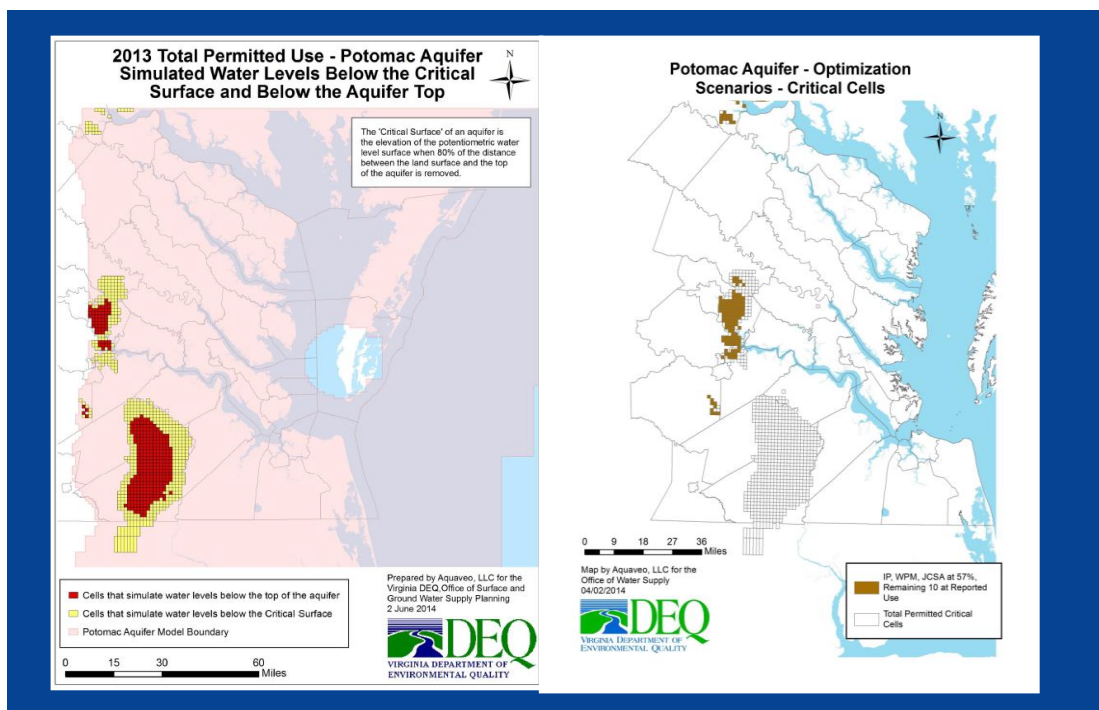 2013 Total Permitted Use - Potomac Aquifer
Simulated Water Levels Below the Critical
Surface and Below the Aquifer Top
N
The 'Critical Surface' of an aquifer is
the elevation of the potentiometric water
level surface when 80% of the distance
between the land surface and the top
of the aquifer is removed.
Cells that simulate water levels below the top of the aquifer
Cells that simulate water levels below the Critical Surface
Potomac Aquifer Model Boundary
0 15 30 60
Miles
Prepared by Aquaveo, LLC for the
Virginia DEQ,Office of Surface and
Ground Water Supply Planning
2 June 2014
DEQ
VIRGINIA DEPARTMENT OF
ENVIRONMENTAL QUALITY
Potomac Aquifer - Optimization
Scenarios - Critical Cells
N
0 9 18 27 36
Miles
Map by Aquaveo, LLC for the
Office of Water Supply
04/02/2014
DEQ
VIRGINIA DEPARTMENT OF
ENVIRONMENTAL QUALITY
IP, WPM, JCSA at 57%,
Remaining 10 at Reported
Use
Total Permitted Critical
Cells